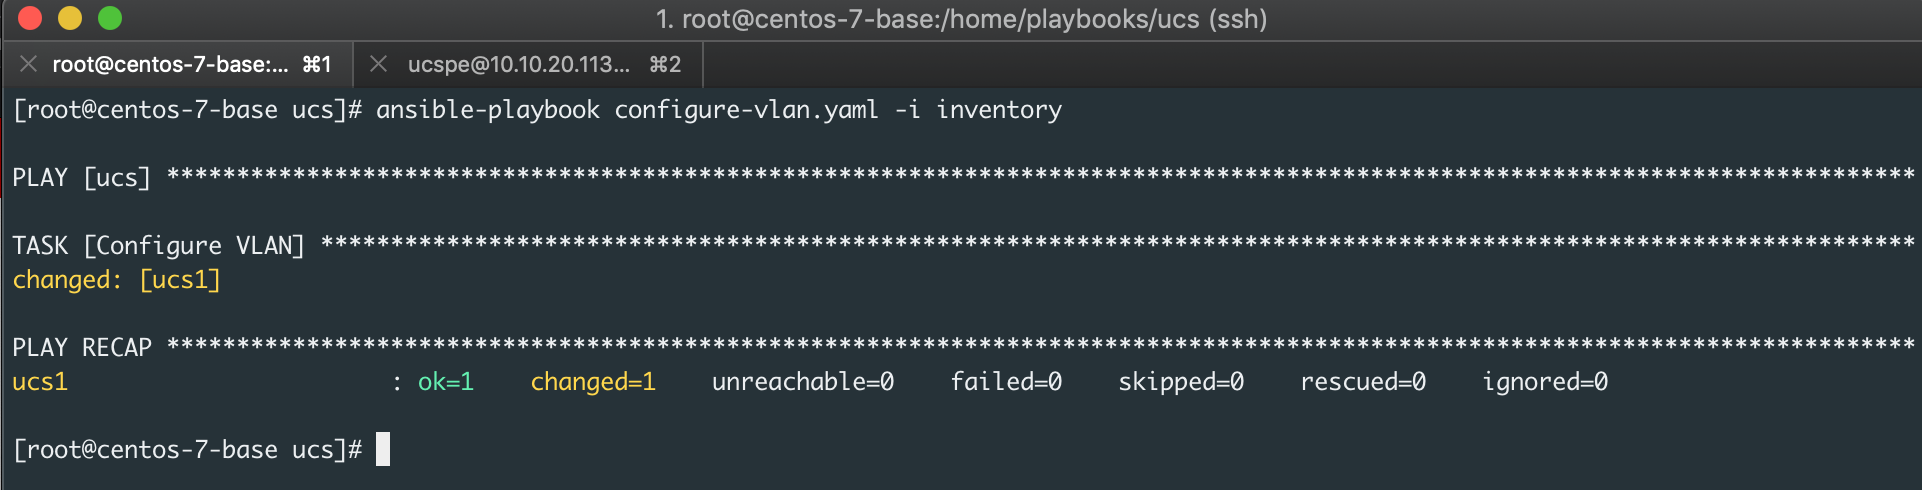 1. root@centos-7-base:/home/playbooks/ucs (ssh)
root@centos-7-base:... ⌘1 ucspe@10.10.20.113... ⌘2
[root@centos-7-base ucs]# ansible-playbook configure-vlan.yaml -i inventory
PLAY [ucs] *****************************************************************************************************************************
TASK [Configure VLAN] ******************************************************************************************************************
changed: [ucs1]
PLAY RECAP *****************************************************************************************************************************
ucs1 : ok=1 changed=1 unreachable=0 failed=0 skipped=0 rescued=0 ignored=0
[root@centos-7-base ucs]#